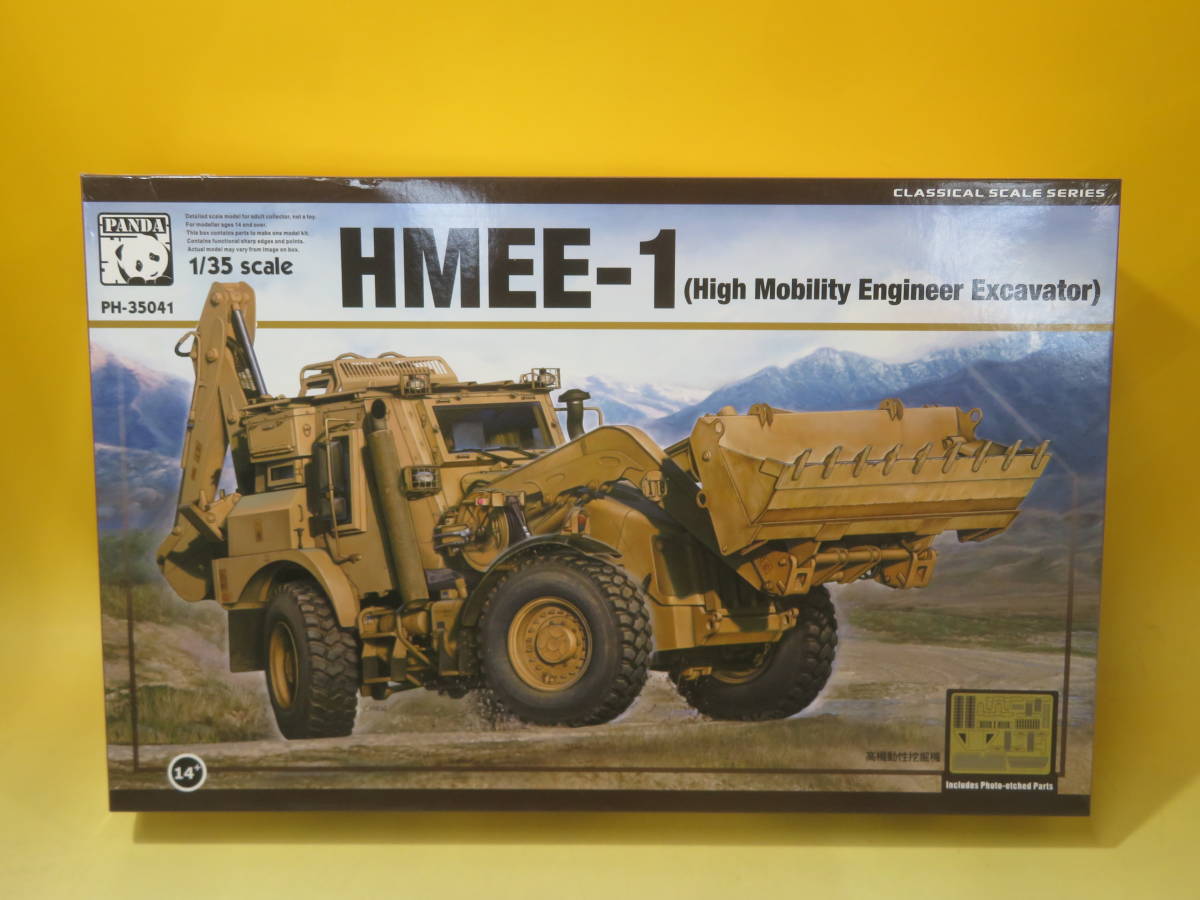 CLASSICAL SCALE SERIES
PANDA
Detailed scale model for adult collector, not a toy.
For modeller ages 14 and over.
This box contains parts to make one model kit.
Contains functional sharp edges and points.
Actual model may vary from image on box.
1/35 scale
PH-35041
HMEE-1 (High Mobility Engineer Excavator)
14+
高機動性挖掘機
Includes Photo-etched Parts